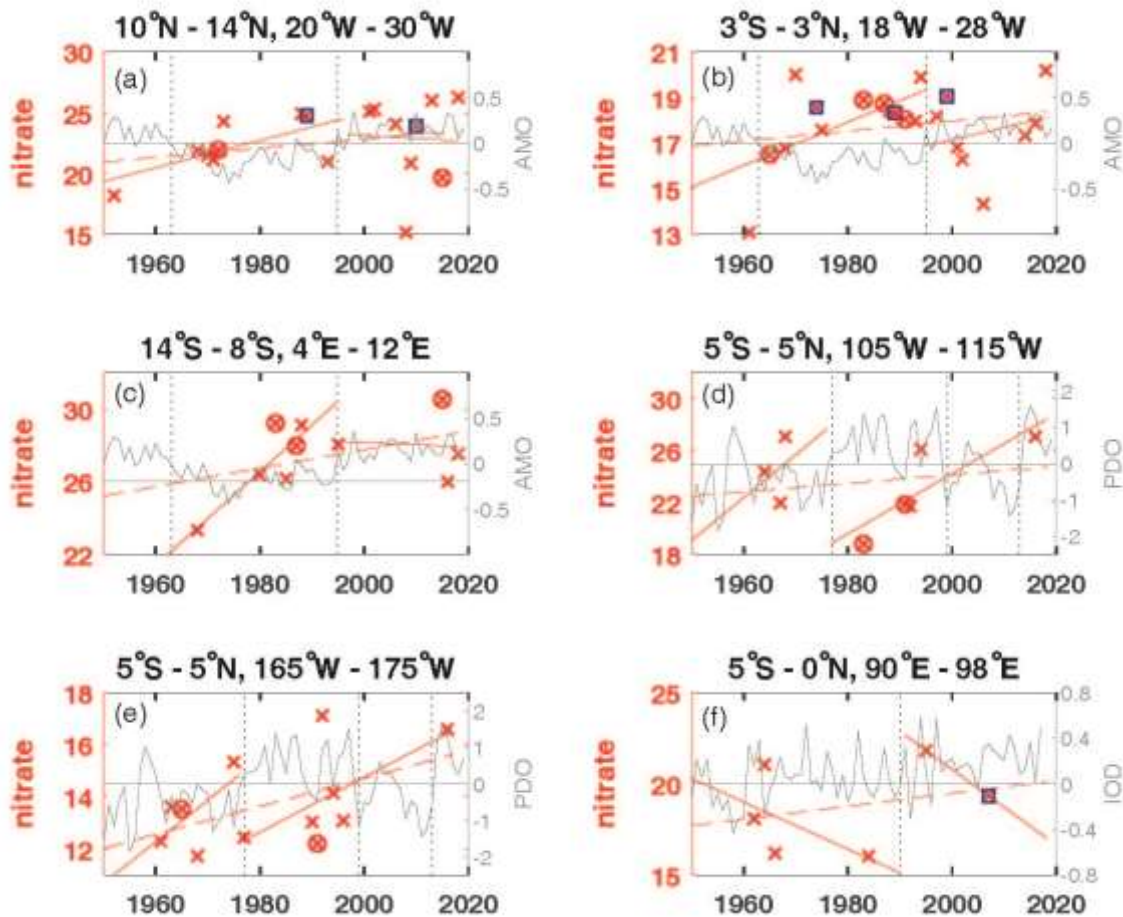 10°N - 14°N, 20°W - 30°W
(a)
nitrate
30
25
20
15
0.5
0
-0.5
AMO
1960 1980 2000 2020
3°S - 3°N, 18°W - 28°W
(b)
nitrate
21
19
17
15
13
0.5
0
-0.5
AMO
1960 1980 2000 2020
14°S - 8°S, 4°E - 12°E
(c)
nitrate
30
26
22
0.5
0
-0.5
AMO
1960 1980 2000 2020
5°S - 5°N, 105°W - 115°W
(d)
nitrate
30
26
22
18
2
1
0
-1
-2
PDO
1960 1980 2000 2020
5°S - 5°N, 165°W - 175°W
(e)
nitrate
18
16
14
12
2
1
0
-1
-2
PDO
1960 1980 2000 2020
5°S - 0°N, 90°E - 98°E
(f)
nitrate
25
20
15
0.8
0.4
0
-0.4
-0.8
IOD
1960 1980 2000 2020